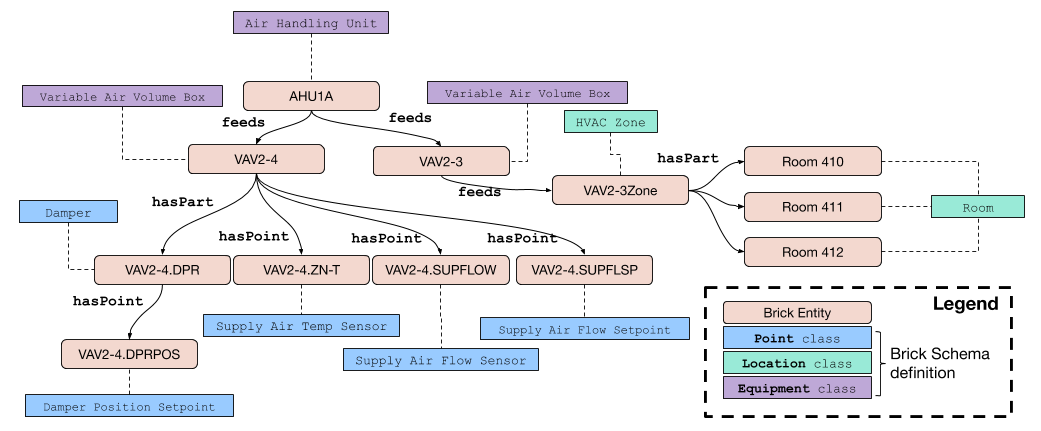 Air Handling Unit
Variable Air Volume Box
AHU1A
Variable Air Volume Box
feeds
feeds
HVAC Zone
VAV2-4
VAV2-3
hasPart
Room 410
feeds
VAV2-3Zone
Room 411
Room
Room 412
Damper
hasPart
hasPoint
hasPoint
hasPoint
VAV2-4.DPR
VAV2-4.ZN-T
VAV2-4.SUPFLOW
VAV2-4.SUPFLSP
hasPoint
Supply Air Temp Sensor
Supply Air Flow Setpoint
VAV2-4.DPRPOS
Supply Air Flow Sensor
Damper Position Setpoint
Legend
Brick Entity
Point class
Location class
Equipment class
Brick Schema
definition